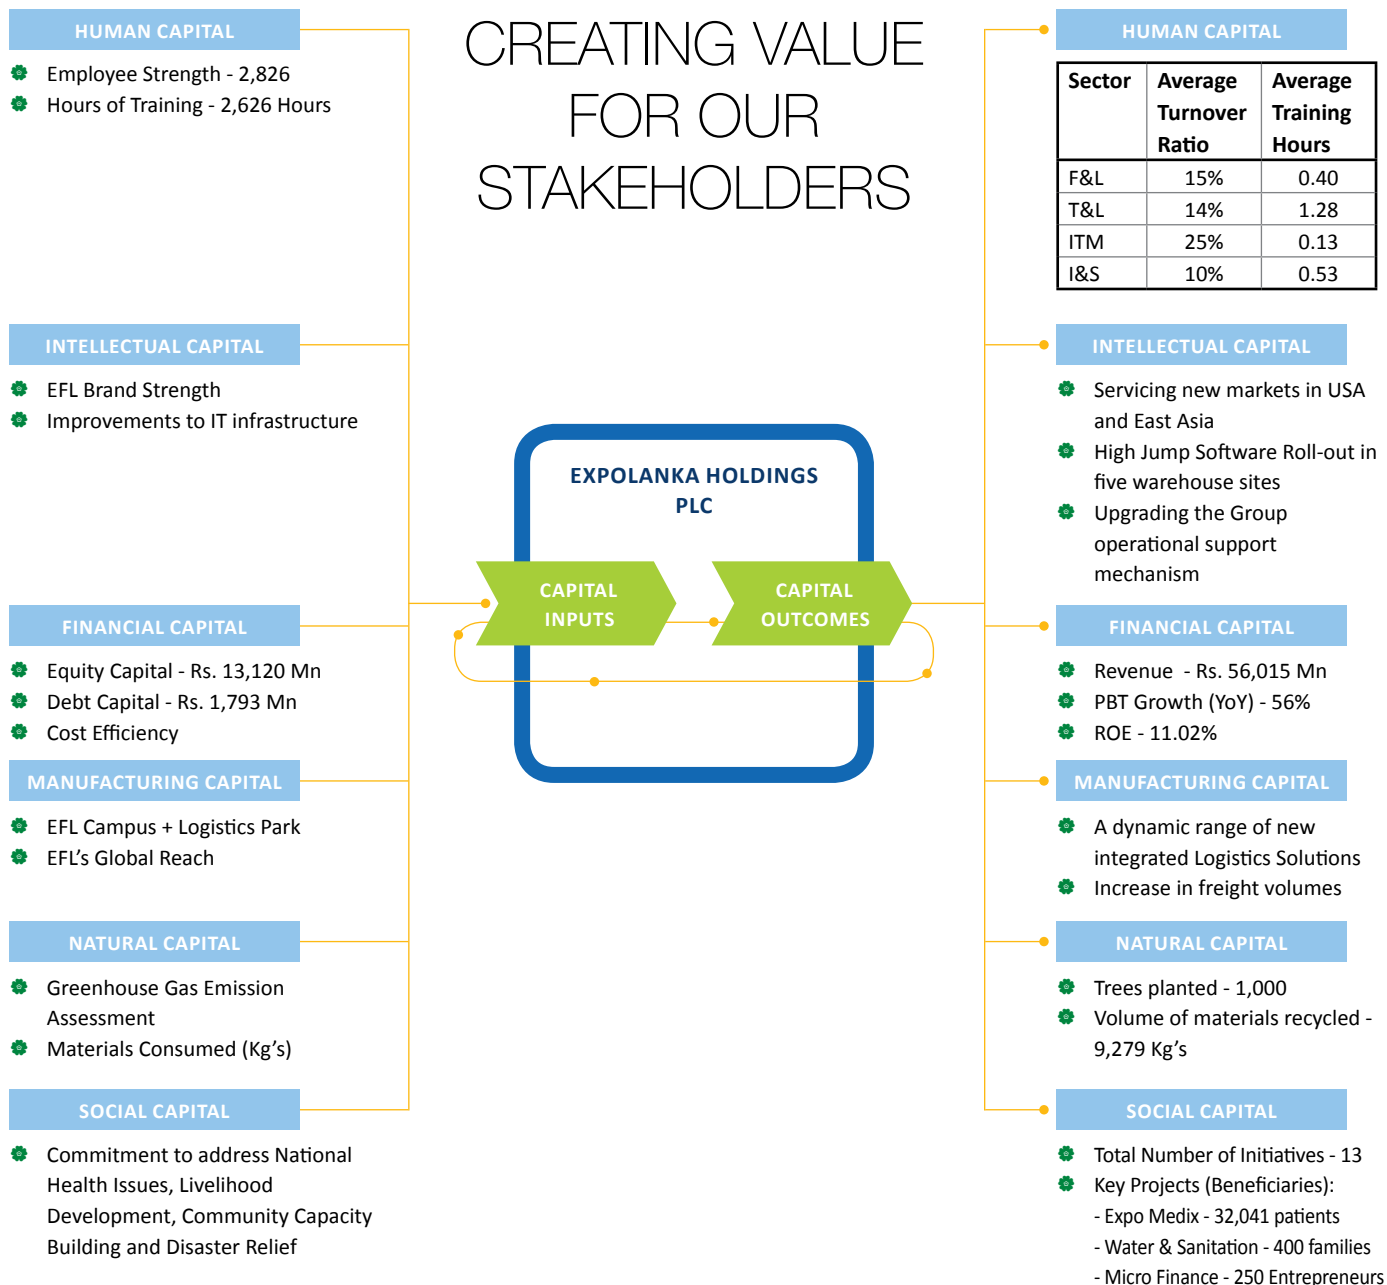 CREATING VALUE
FOR OUR
STAKEHOLDERS
HUMAN CAPITAL
Employee Strength - 2,826
Hours of Training - 2,626 Hours
INTELLECTUAL CAPITAL
EFL Brand Strength
Improvements to IT infrastructure
FINANCIAL CAPITAL
Equity Capital - Rs. 13,120 Mn
Debt Capital - Rs. 1,793 Mn
Cost Efficiency
MANUFACTURING CAPITAL
EFL Campus + Logistics Park
EFL's Global Reach
NATURAL CAPITAL
Greenhouse Gas Emission
Assessment
Materials Consumed (Kg's)
SOCIAL CAPITAL
Commitment to address National
Health Issues, Livelihood
Development, Community Capacity
Building and Disaster Relief
EXPOLANKA HOLDINGS
PLC
CAPITAL
INPUTS
CAPITAL
OUTCOMES
HUMAN CAPITAL
Sector Average Average
Turnover Training
Ratio Hours
F&L 15% 0.40
T&L 14% 1.28
ITM 25% 0.13
I&S 10% 0.53
INTELLECTUAL CAPITAL
Servicing new markets in USA
and East Asia
High Jump Software Roll-out in
five warehouse sites
Upgrading the Group
operational support
mechanism
FINANCIAL CAPITAL
Revenue - Rs. 56,015 Mn
PBT Growth (YoY) - 56%
ROE - 11.02%
MANUFACTURING CAPITAL
A dynamic range of new
integrated Logistics Solutions
Increase in freight volumes
NATURAL CAPITAL
Trees planted - 1,000
Volume of materials recycled -
9,279 Kg's
SOCIAL CAPITAL
Total Number of Initiatives - 13
Key Projects (Beneficiaries):
- Expo Medix - 32,041 patients
- Water & Sanitation - 400 families
- Micro Finance - 250 Entrepreneurs